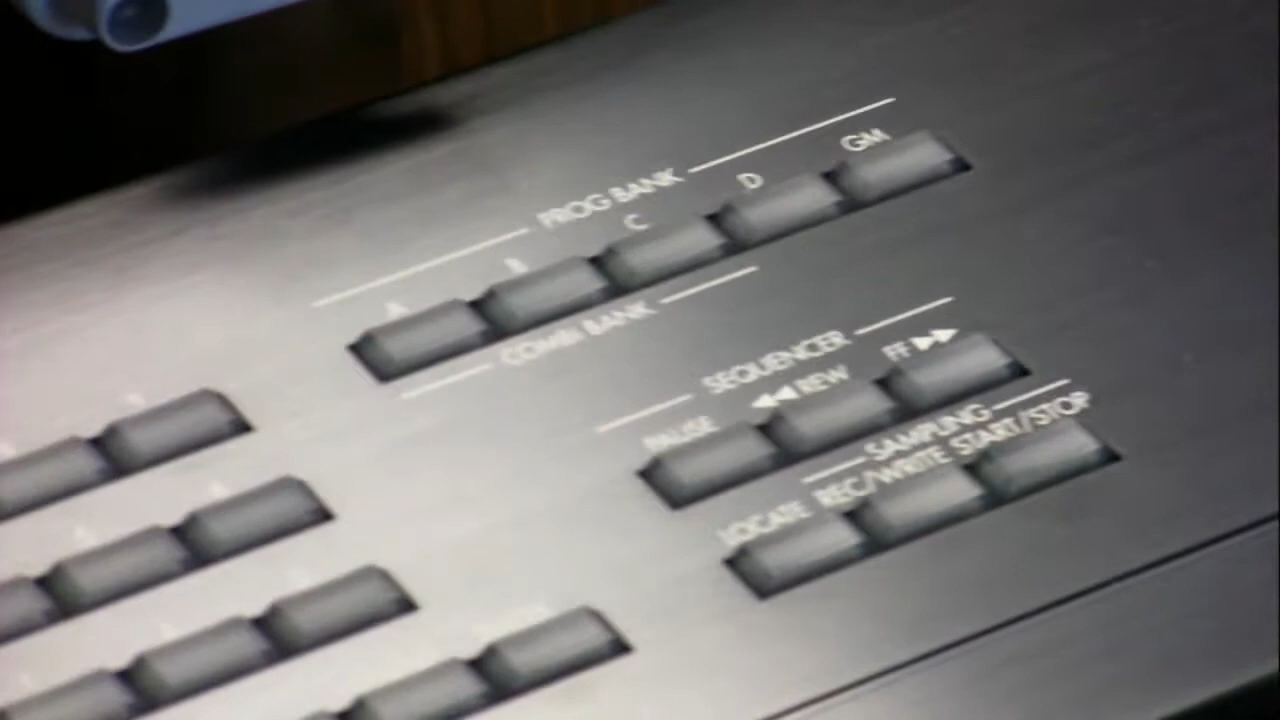 PROG BANK
A B C D GM
COMBI BANK
SEQUENCER
PAUSE ◀◀ REW FF ▶▶
SAMPLING
LOCATE REC/WRITE START/STOP